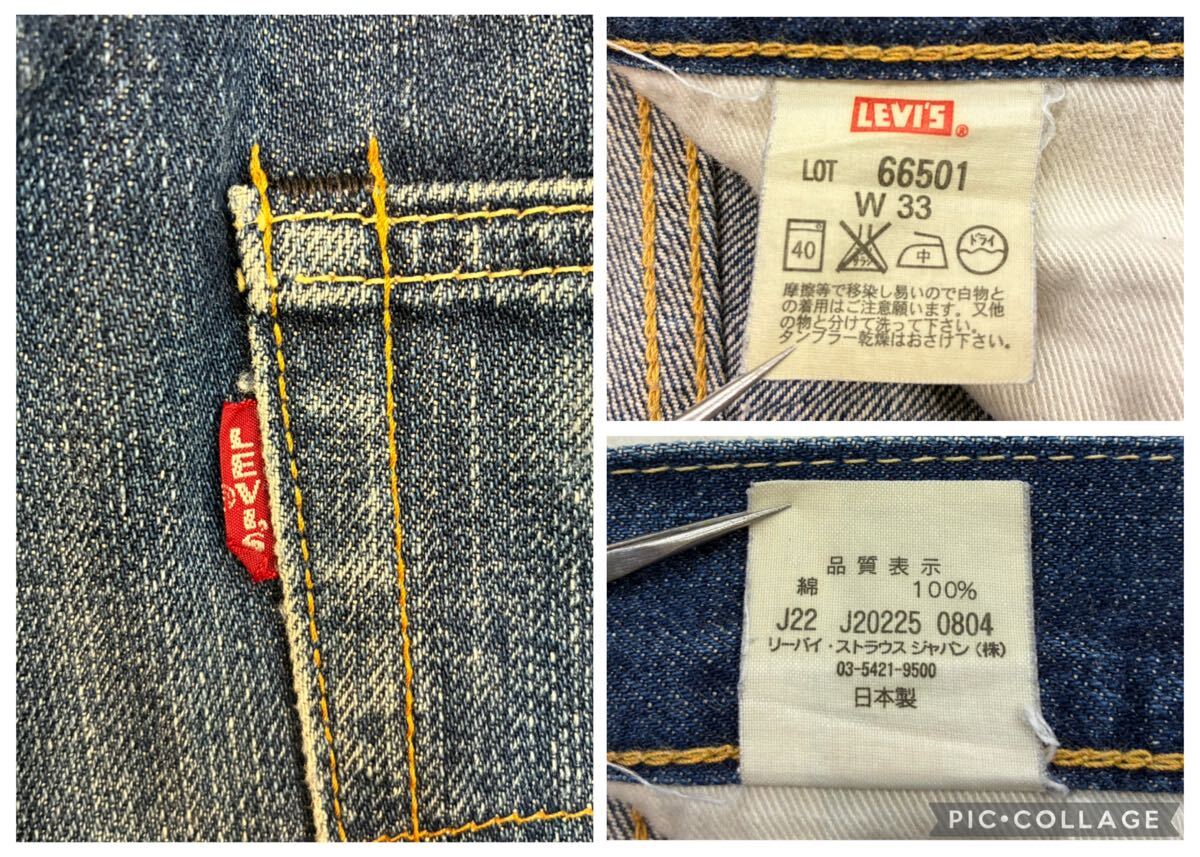 LEVI'S
®
LEVI'S®
LOT 66501
W 33
40 中 ドライ
摩擦等で移染し易いので白物と
の着用はご注意願います。又他
の物と分けて洗って下さい。
タンブラー乾燥はおさけ下さい。
品質表示
綿 100%
J22 J20225 0804
リーバイ・ストラウス ジャパン(株)
03-5421-9500
日本製
PIC•COLLAGE